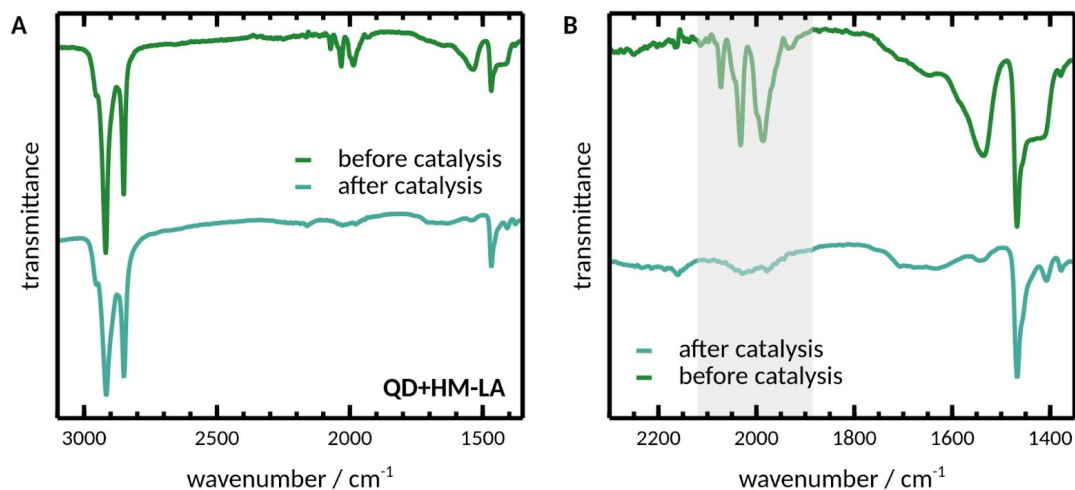 A
transmittance
before catalysis
after catalysis
QD+HM-LA
3000 2500 2000 1500
wavenumber / cm⁻¹
B
transmittance
after catalysis
before catalysis
2200 2000 1800 1600 1400
wavenumber / cm⁻¹